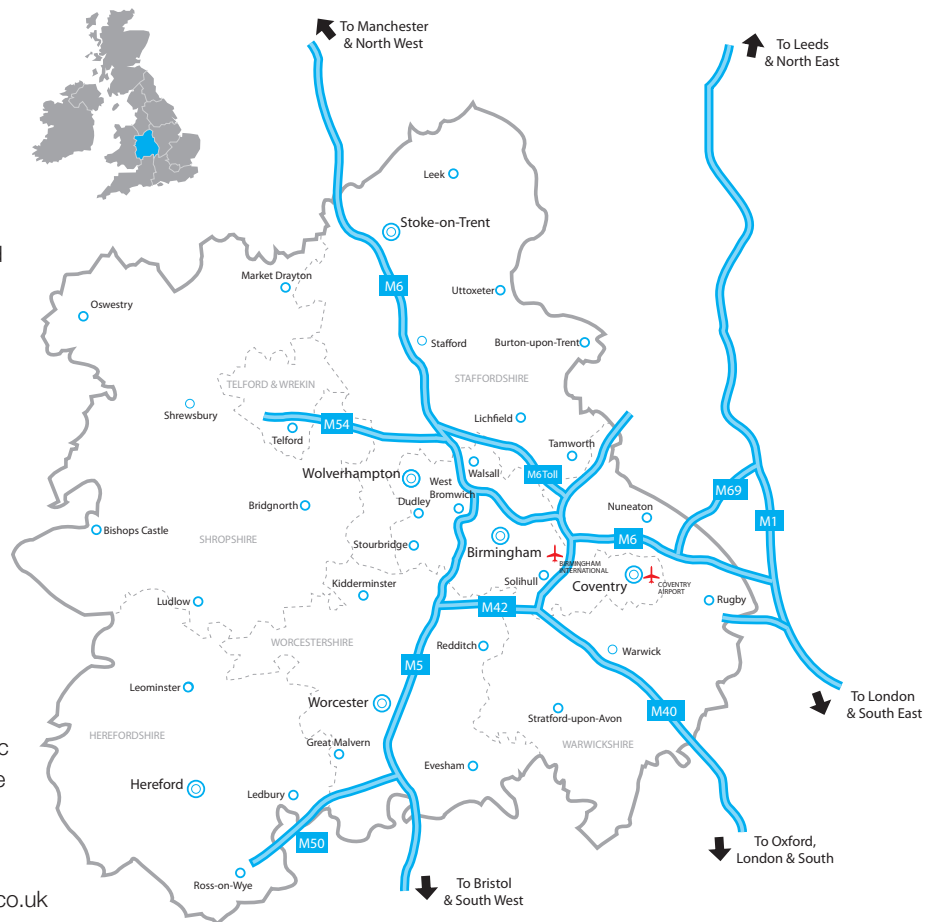 To Manchester
& North West
To Leeds
& North East
Leek
Stoke-on-Trent
l
Market Drayton
M6
Uttoxeter
Oswestry
Stafford
Burton-upon-Trent
TELFORD & WREKIN
STAFFORDSHIRE
Shrewsbury
Lichfield
M54
Telford
Tamworth
Wolverhampton
Walsall
M6Toll
West
Bromwich
M69
Dudley
Bridgnorth
Nuneaton
M1
Bishops Castle
SHROPSHIRE
Stourbridge
Birmingham
M6
BIRMINGHAM
INTERNATIONAL
Solihull
Coventry
COVENTRY
AIRPORT
Kidderminster
Ludlow
M42
Rugby
WORCESTERSHIRE
Redditch
Warwick
M5
Leominster
Worcester
To London
& South East
Stratford-upon-Avon
M40
HEREFORDSHIRE
Great Malvern
WARWICKSHIRE
c
e
Evesham
Hereford
Ledbury
M50
To Oxford,
London & South
Ross-on-Wye
To Bristol
& South West
co.uk